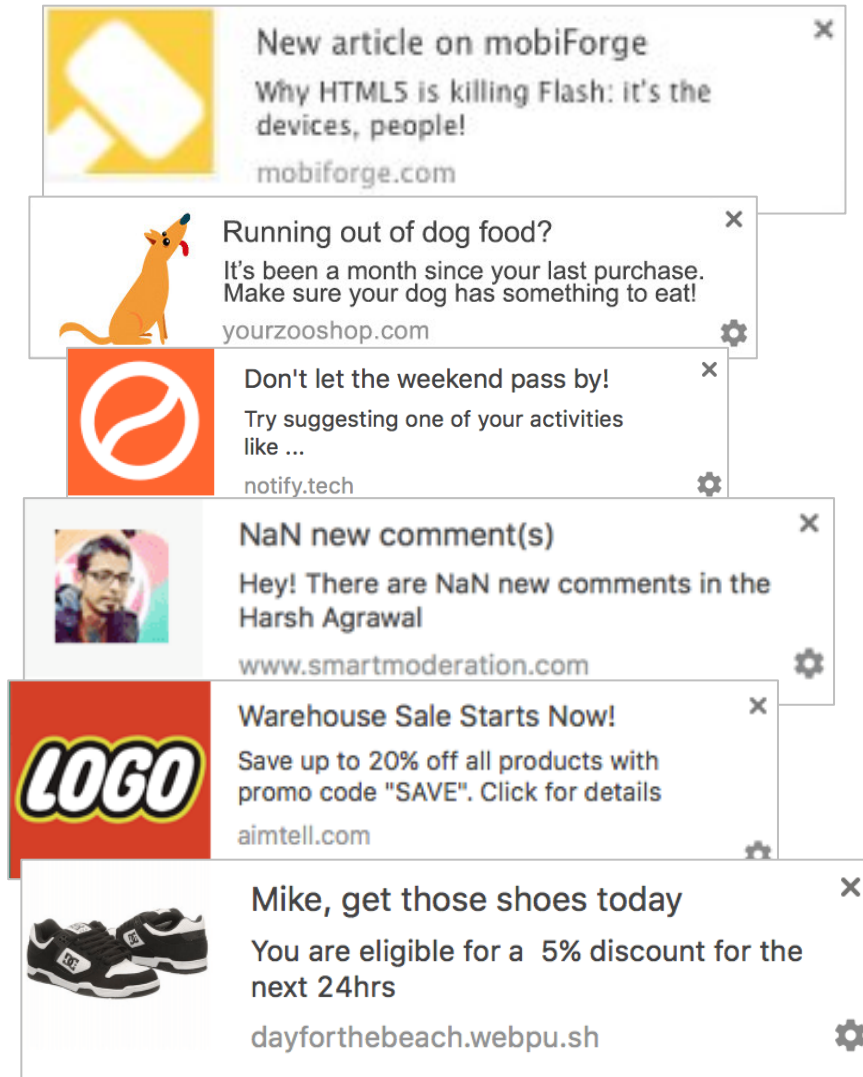 New article on mobiForge
Why HTML5 is killing Flash: it's the
devices, people!
mobiforge.com
Running out of dog food?
It's been a month since your last purchase.
Make sure your dog has something to eat!
yourzooshop.com
Don't let the weekend pass by!
Try suggesting one of your activities
like ...
notify.tech
NaN new comment(s)
Hey! There are NaN new comments in the
Harsh Agrawal
www.smartmoderation.com
LOGO
Warehouse Sale Starts Now!
Save up to 20% off all products with
promo code "SAVE". Click for details
aimtell.com
Mike, get those shoes today
You are eligible for a  5% discount for the
next 24hrs
dayforthebeach.webpu.sh